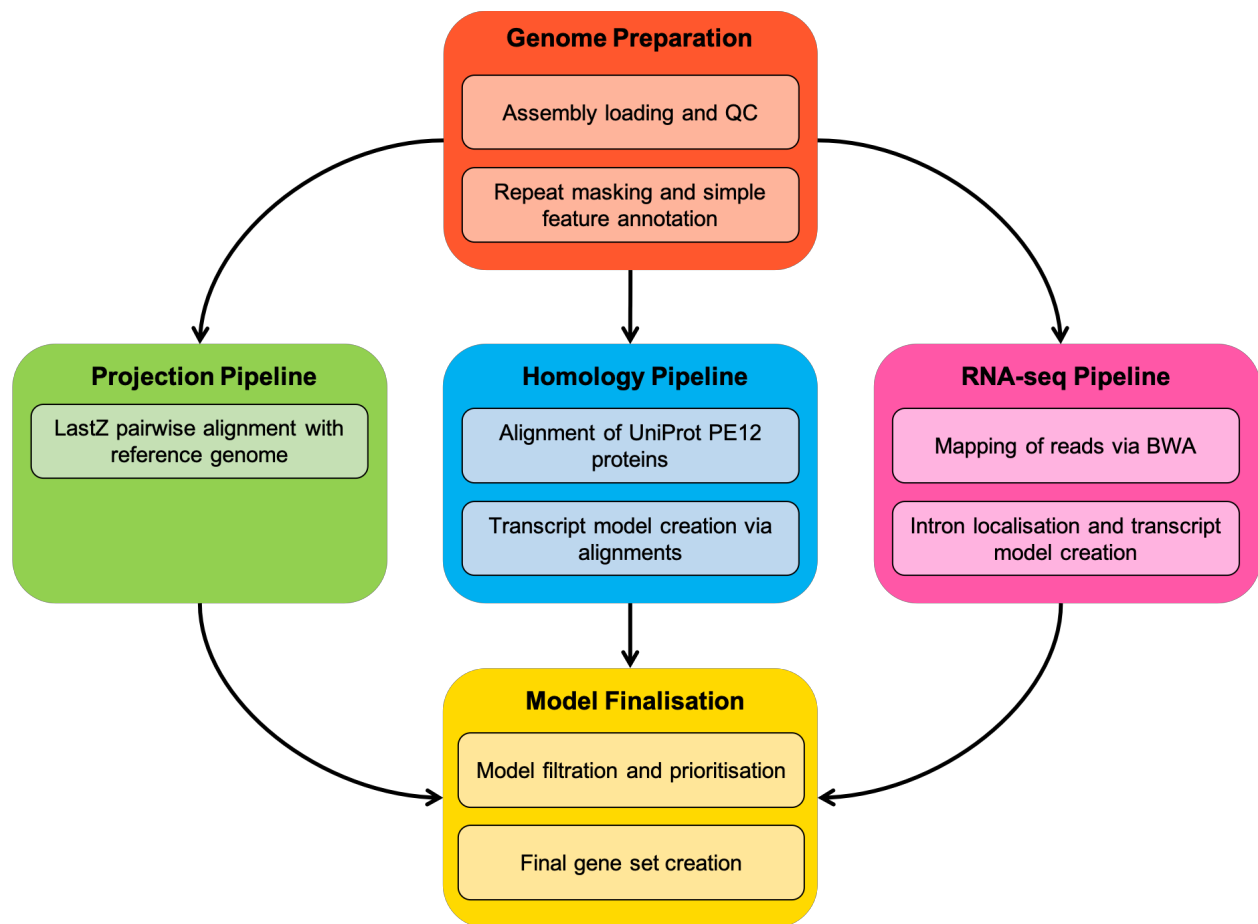 Genome Preparation
Assembly loading and QC
Repeat masking and simple
feature annotation
Projection Pipeline
LastZ pairwise alignment with
reference genome
Homology Pipeline
Alignment of UniProt PE12
proteins
Transcript model creation via
alignments
RNA-seq Pipeline
Mapping of reads via BWA
Intron localisation and transcript
model creation
Model Finalisation
Model filtration and prioritisation
Final gene set creation